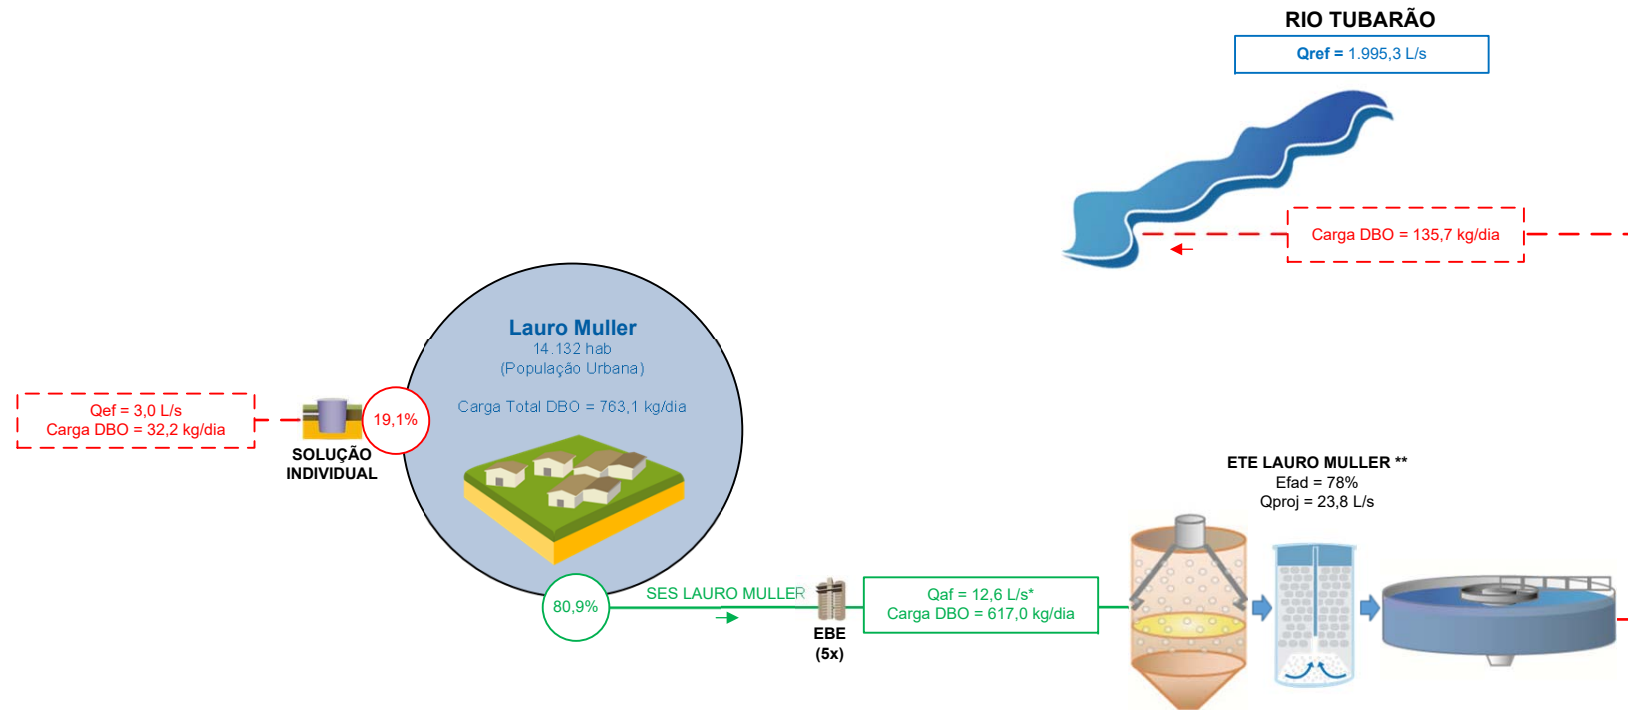 RIO TUBARÃO
Qref = 1.995,3 L/s
Carga DBO = 135,7 kg/dia
Lauro Muller
14.132 hab
(População Urbana)
Carga Total DBO = 763,1 kg/dia
Qef = 3,0 L/s
Carga DBO = 32,2 kg/dia
19,1%
SOLUÇÃO
INDIVIDUAL
ETE LAURO MULLER **
Efad = 78%
Qproj = 23,8 L/s
80,9%
SES LAURO MULLER
EBE
(5x)
Qaf = 12,6 L/s*
Carga DBO = 617,0 kg/dia